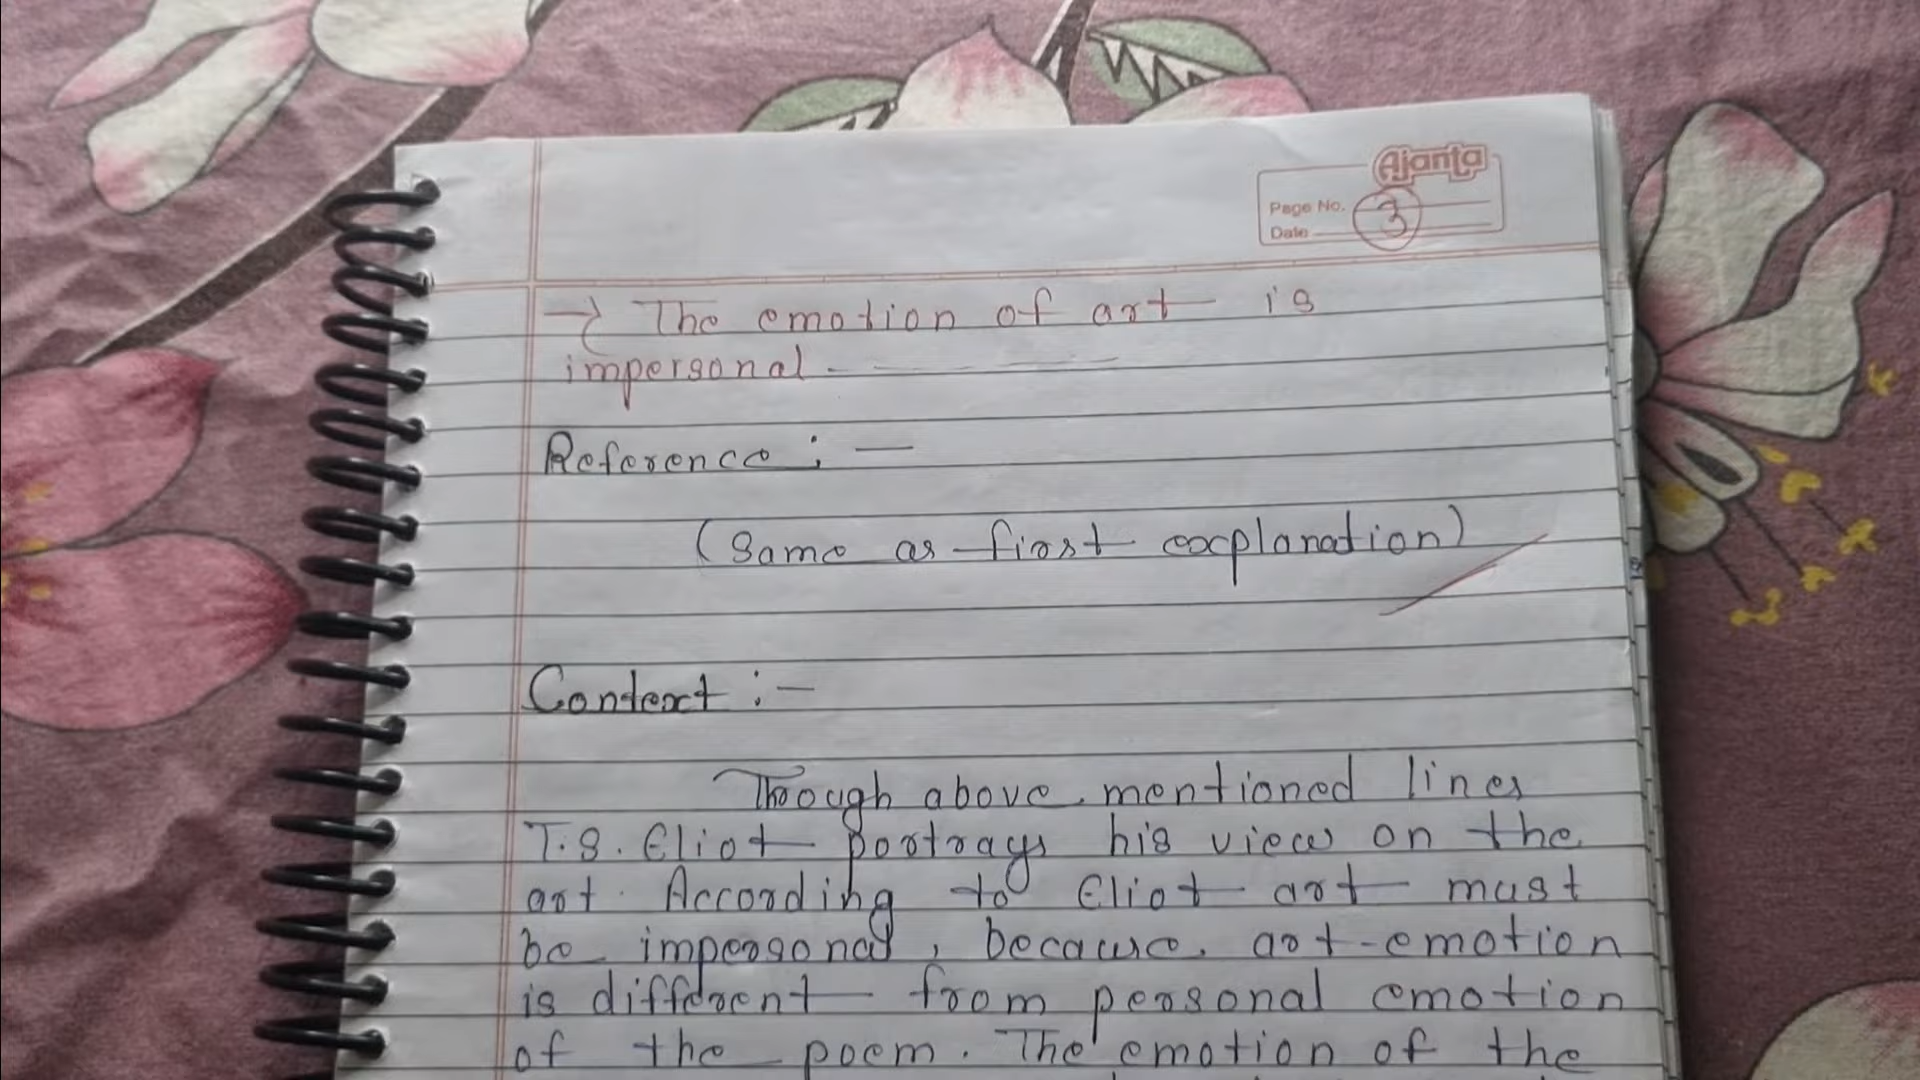 Ajanta
Page No. 3
Date
→ The emotion of art is
impersonal.
Reference :-
(Same as first explanation)
Context :-
Though above mentioned lines
T.S. Eliot portrays his view on the
art. According to Eliot art must
be impersonal, because art-emotion
is different from personal emotion
of the poem. The emotion of the